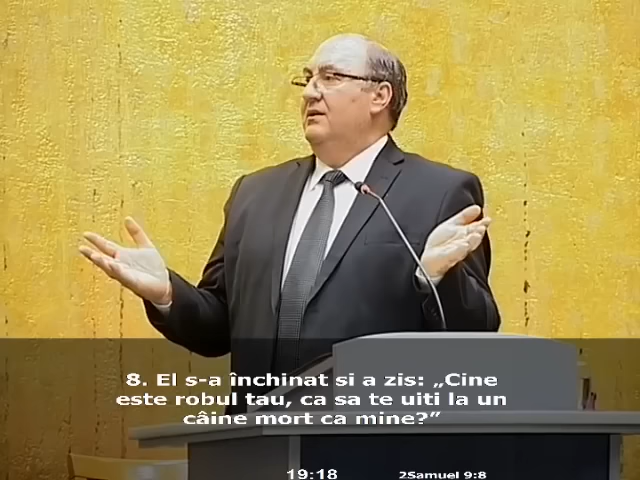 8. El s-a închinat si a zis: „Cine
este robul tau, ca sa te uiti la un
câine mort ca mine?”
19:18 2Samuel 9:8